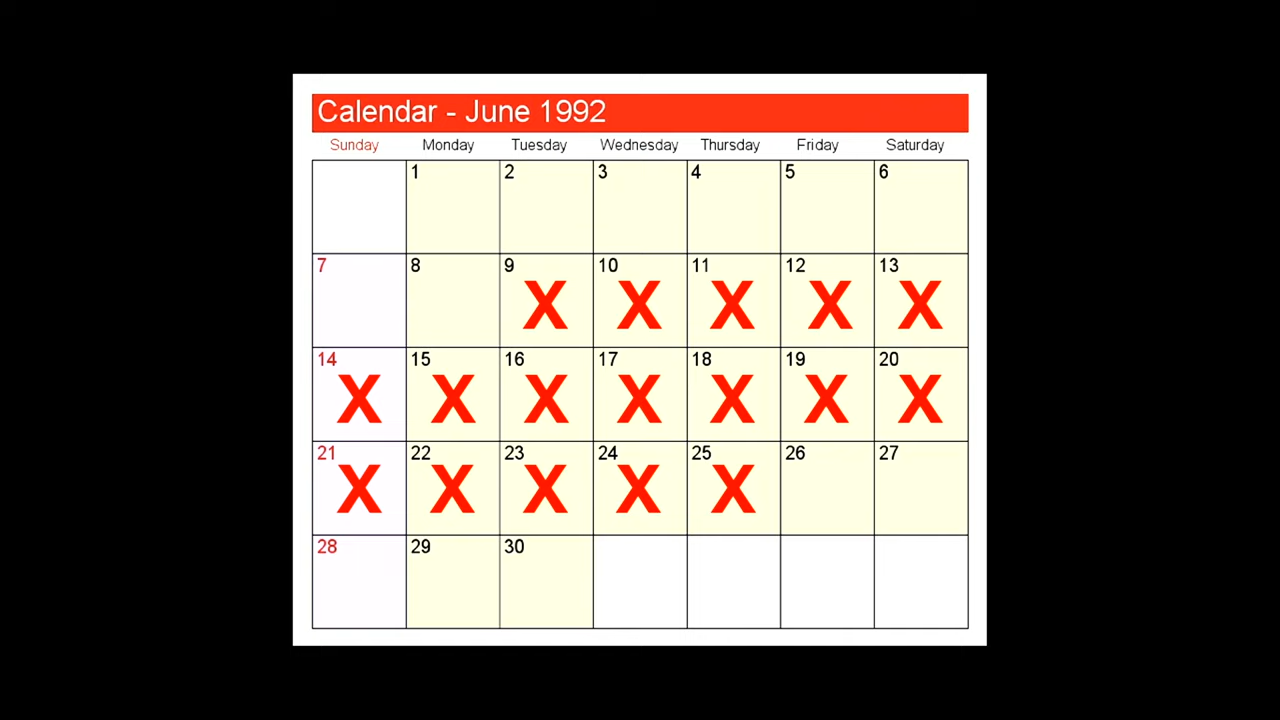 Calendar - June 1992
Sunday Monday Tuesday Wednesday Thursday Friday Saturday
1 2 3 4 5 6
7 8 9 10 11 12 13
X X X X X
14 15 16 17 18 19 20
X X X X X X X
21 22 23 24 25 26 27
X X X X X
28 29 30